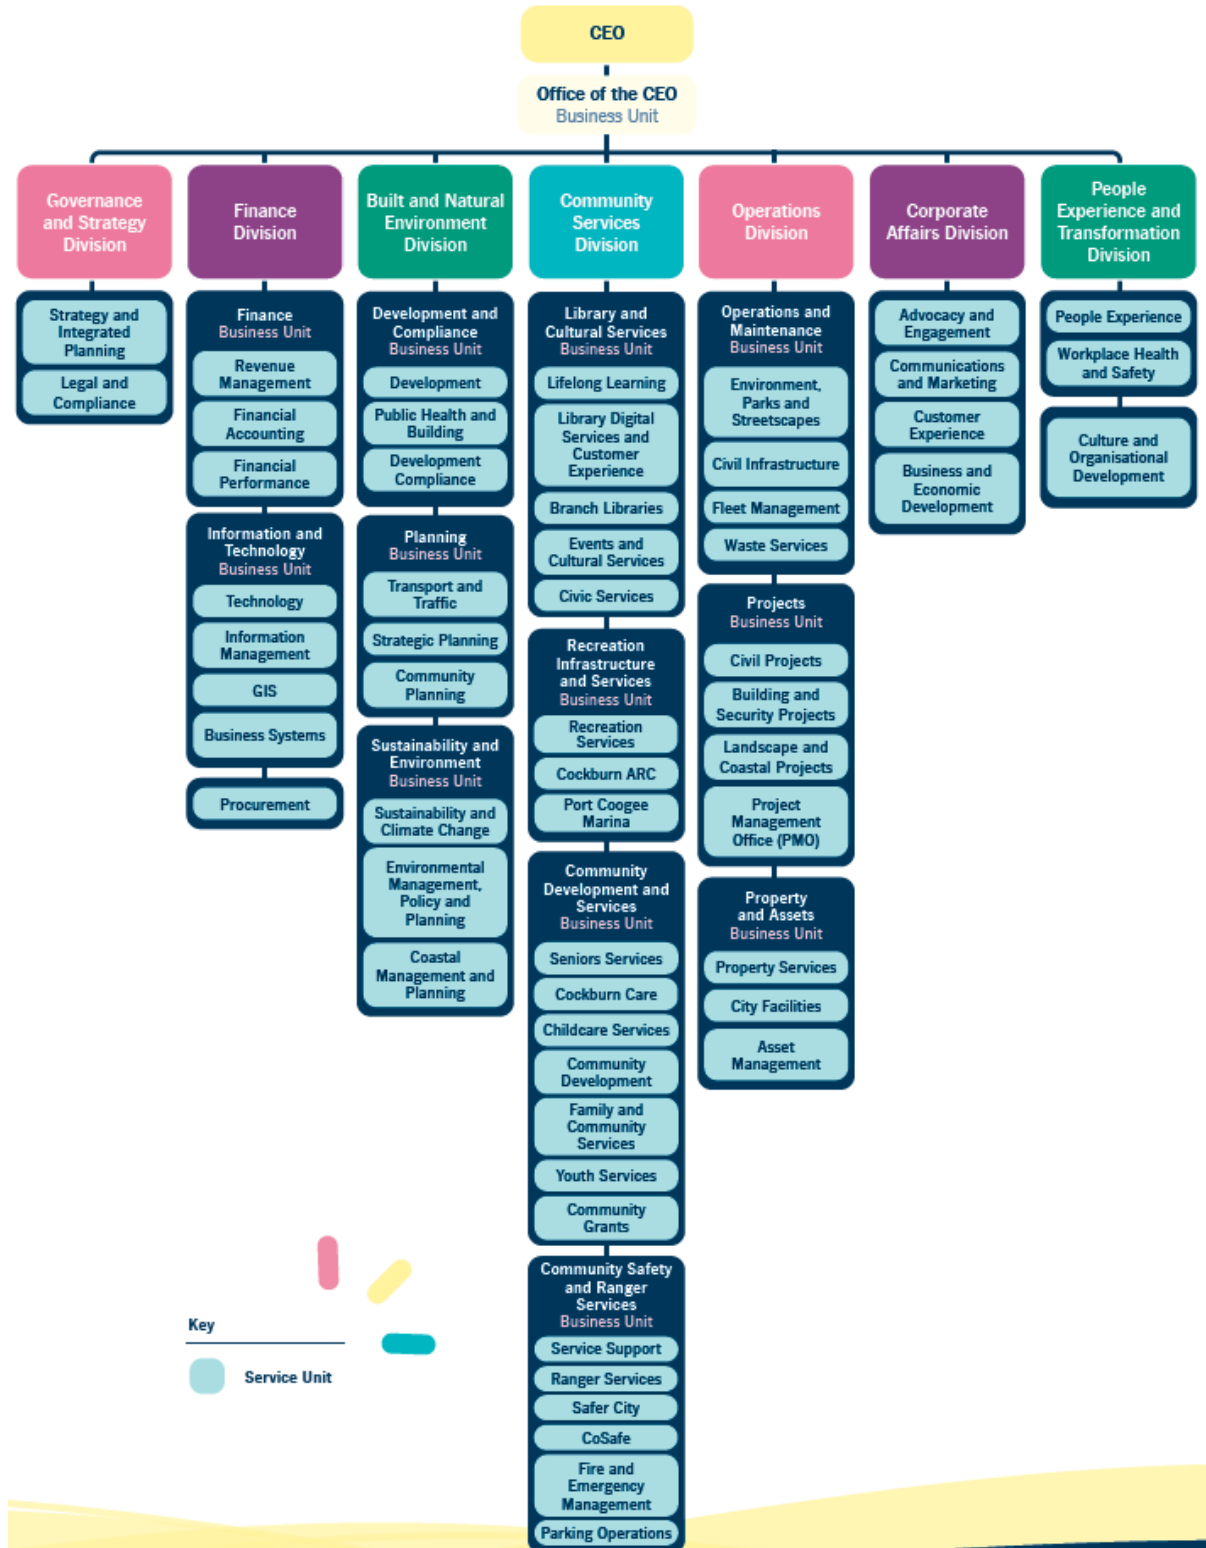 CEO
Office of the CEO
Business Unit
Governance
and Strategy
Division
Strategy and
Integrated
Planning
Legal and
Compliance
Finance
Division
Finance
Business Unit
Revenue
Management
Financial
Accounting
Financial
Performance
Information and
Technology
Business Unit
Technology
Information
Management
GIS
Business Systems
Procurement
Built and Natural
Environment
Division
Development and
Compliance
Business Unit
Development
Public Health and
Building
Development
Compliance
Planning
Business Unit
Transport and
Traffic
Strategic Planning
Community
Planning
Sustainability and
Environment
Business Unit
Sustainability and
Climate Change
Environmental
Management,
Policy and
Planning
Coastal
Management and
Planning
Community
Services
Division
Library and
Cultural Services
Business Unit
Lifelong Learning
Library Digital
Services and
Customer
Experience
Branch Libraries
Events and
Cultural Services
Civic Services
Recreation
Infrastructure
and Services
Business Unit
Recreation
Services
Cockburn ARC
Port Coogee
Marina
Community
Development and
Services
Business Unit
Seniors Services
Cockburn Care
Childcare Services
Community
Development
Family and
Community
Services
Youth Services
Community
Grants
Community Safety
and Ranger
Services
Business Unit
Service Support
Ranger Services
Safer City
CoSafe
Fire and
Emergency
Management
Parking Operations
Operations
Division
Operations and
Maintenance
Business Unit
Environment,
Parks and
Streetscapes
Civil Infrastructure
Fleet Management
Waste Services
Projects
Business Unit
Civil Projects
Building and
Security Projects
Landscape and
Coastal Projects
Project
Management
Office (PMO)
Property
and Assets
Business Unit
Property Services
City Facilities
Asset
Management
Corporate
Affairs Division
Advocacy and
Engagement
Communications
and Marketing
Customer
Experience
Business and
Economic
Development
People
Experience and
Transformation
Division
People Experience
Workplace Health
and Safety
Culture and
Organisational
Development
Key
Service Unit